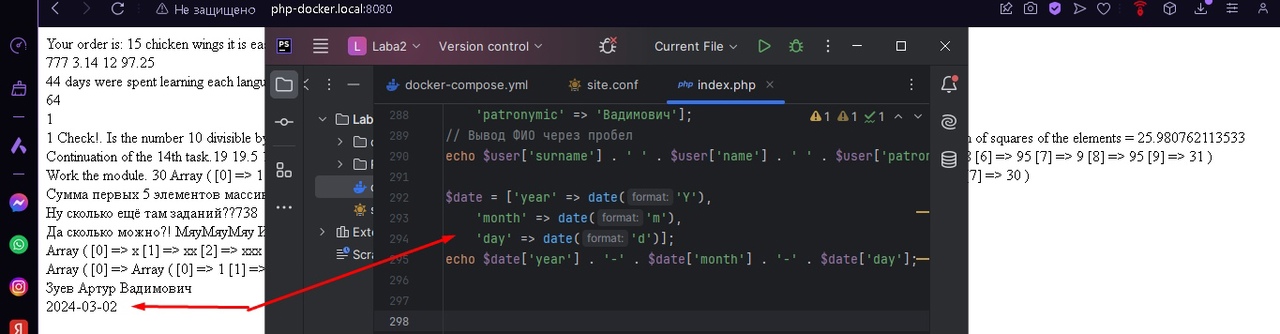 Не защищено php-docker.local:8080
Your order is: 15 chicken wings it is
777 3.14 12 97.25
44 days were spent learning each
64
1
1 Check!. Is the number 10 divisible
of squares of the elements = 25.980762113533
Continuation of the 14th task.19 19.5
[6] => 95 [7] => 9 [8] => 95 [9] => 31 )
Work the module. 30 Array ( [0] => 1
=> 30 )
Сумма первых 5 элементов
Ну сколько ещё там заданий??738
Да сколько можно?! МяуМяуМяу
Array ( [0] => x [1] => xx [2] => xxx
Array ( [0] => Array ( [0] => 1 [1] =>
Зуев Артур Вадимович
2024-03-02
PS L Laba2 Version control Current File
docker-compose.yml site.conf php index.php
Lab
Exte
Scra
1 1 1
288 'patronymic' => 'Вадимович'];
289 // Вывод ФИО через пробел
290 echo $user['surname'] . ' ' . $user['name'] . ' ' . $user['patron
291
292 $date = ['year' => date( format: 'Y'),
293 'month' => date( format: 'm'),
294 'day' => date( format: 'd')];
295 echo $date['year'] . '-' . $date['month'] . '-' . $date['day'];
296
297
298